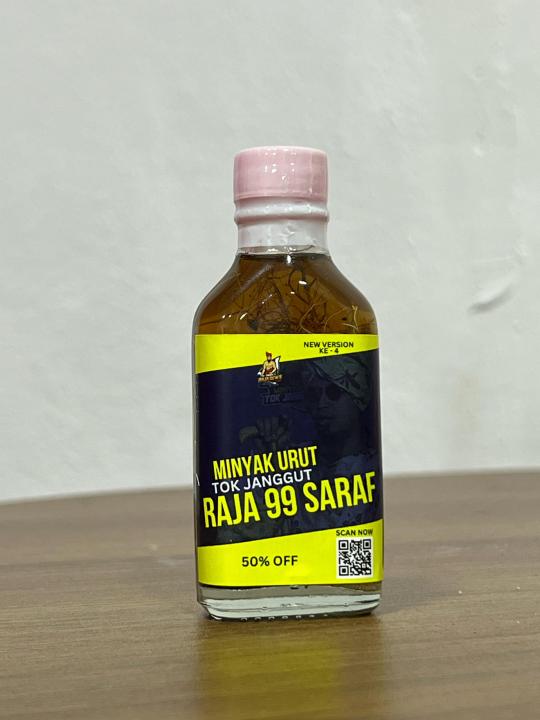 NEW VERSION
KE - 4
MINYAK URUT
TOK JANGGUT
RAJA 99 SARAF
SCAN NOW
50% OFF